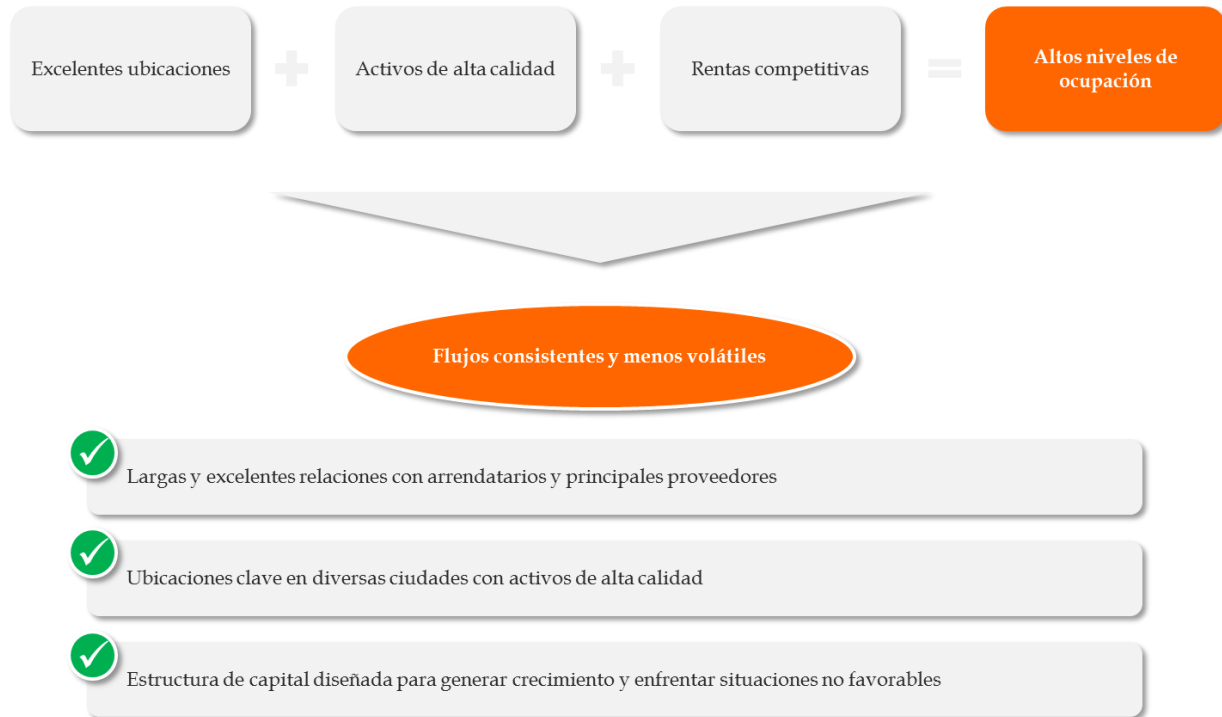 Excelentes ubicaciones
+
Activos de alta calidad
+
Rentas competitivas
=
Altos niveles de
ocupación
Flujos consistentes y menos volátiles
Largas y excelentes relaciones con arrendatarios y principales proveedores
Ubicaciones clave en diversas ciudades con activos de alta calidad
Estructura de capital diseñada para generar crecimiento y enfrentar situaciones no favorables